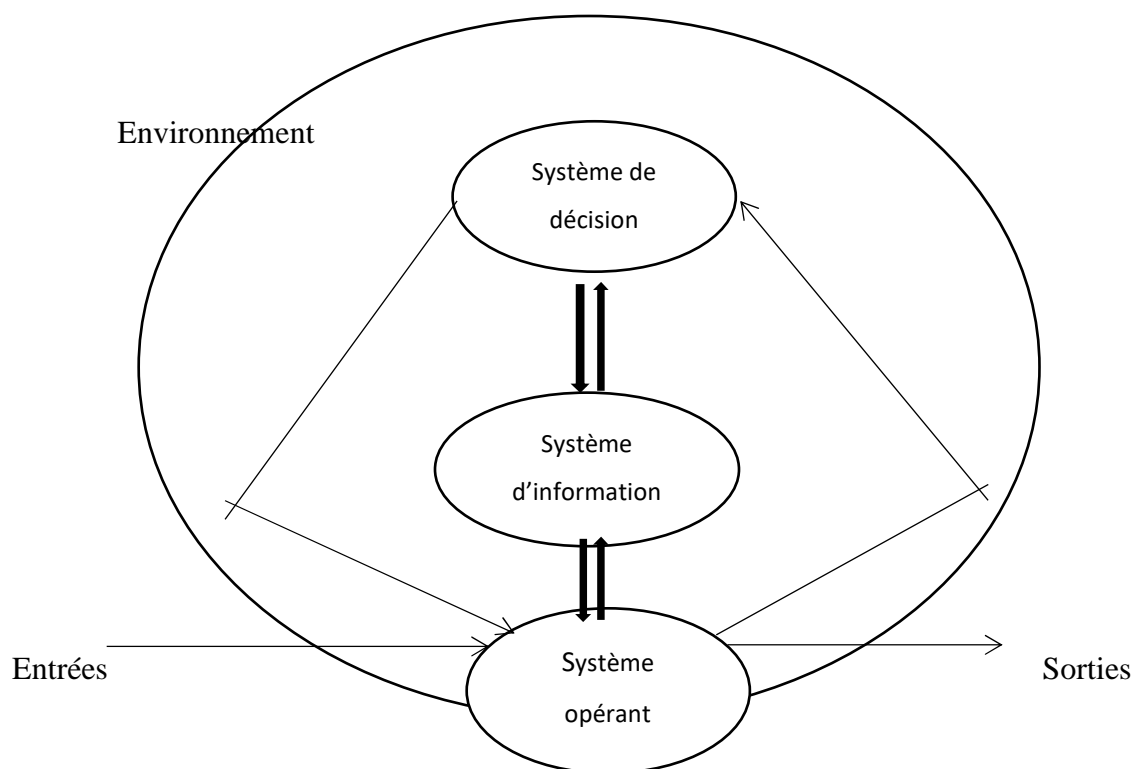 Environnement
Système de
décision
Système
d’information
Entrées
Système
opérant
Sorties